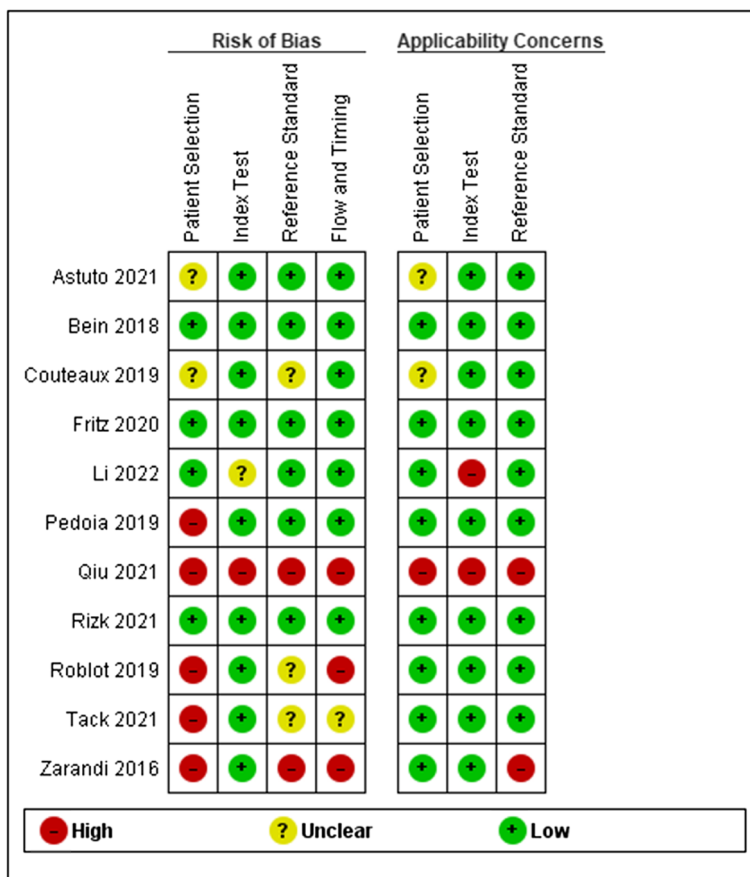 Risk of Bias Applicability Concerns
Patient Selection
Index Test
Reference Standard
Flow and Timing
Patient Selection
Index Test
Reference Standard
Astuto 2021 ? + + + ? + +
Bein 2018 + + + + + + +
Couteaux 2019 ? + ? + ? + +
Fritz 2020 + + + + + + +
Li 2022 + ? + + + - +
Pedoia 2019 - + + + + + +
Qiu 2021 - - - - - - -
Rizk 2021 + + + + + + +
Roblot 2019 - + ? - + + +
Tack 2021 - + ? ? + + +
Zarandi 2016 - + - - + + -
- High ? Unclear + Low